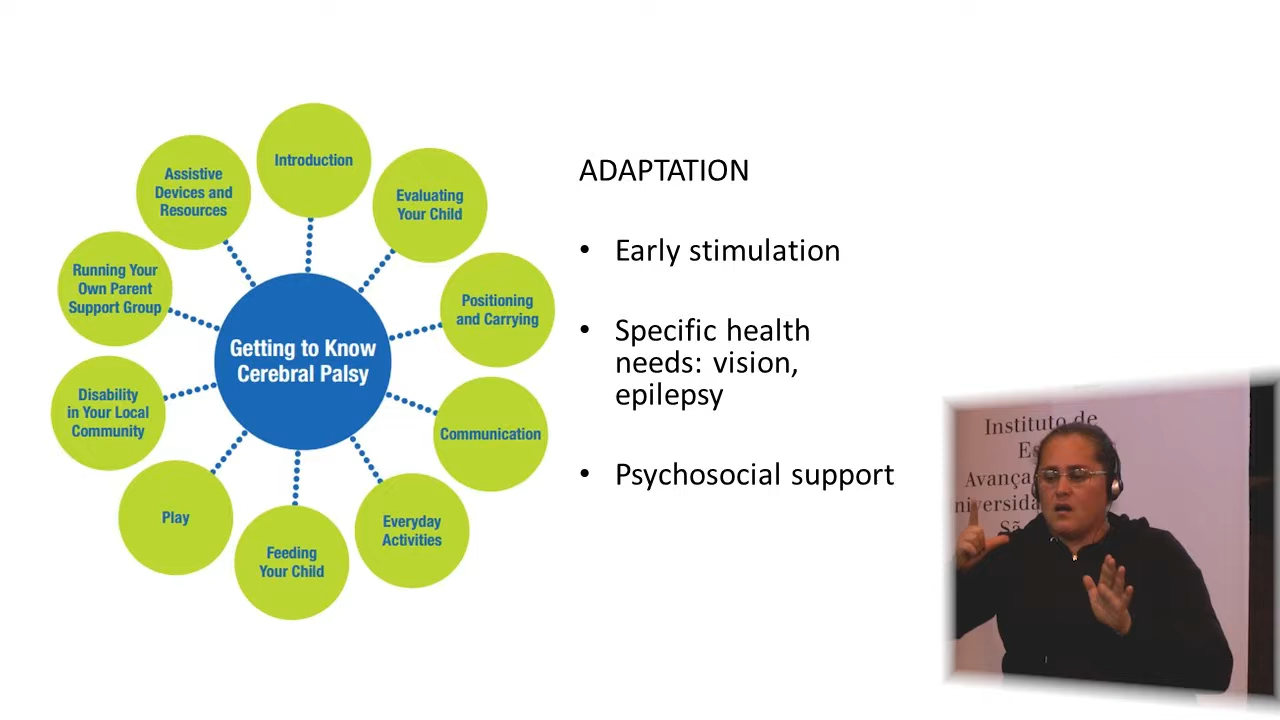 Introduction
Evaluating
Your Child
Positioning
and Carrying
Communication
Everyday
Activities
Feeding
Your Child
Play
Disability
in Your Local
Community
Running Your
Own Parent
Support Group
Assistive
Devices and
Resources
Getting to Know
Cerebral Palsy
ADAPTATION
• Early stimulation
• Specific health
needs: vision,
epilepsy
• Psychosocial support
Instituto de